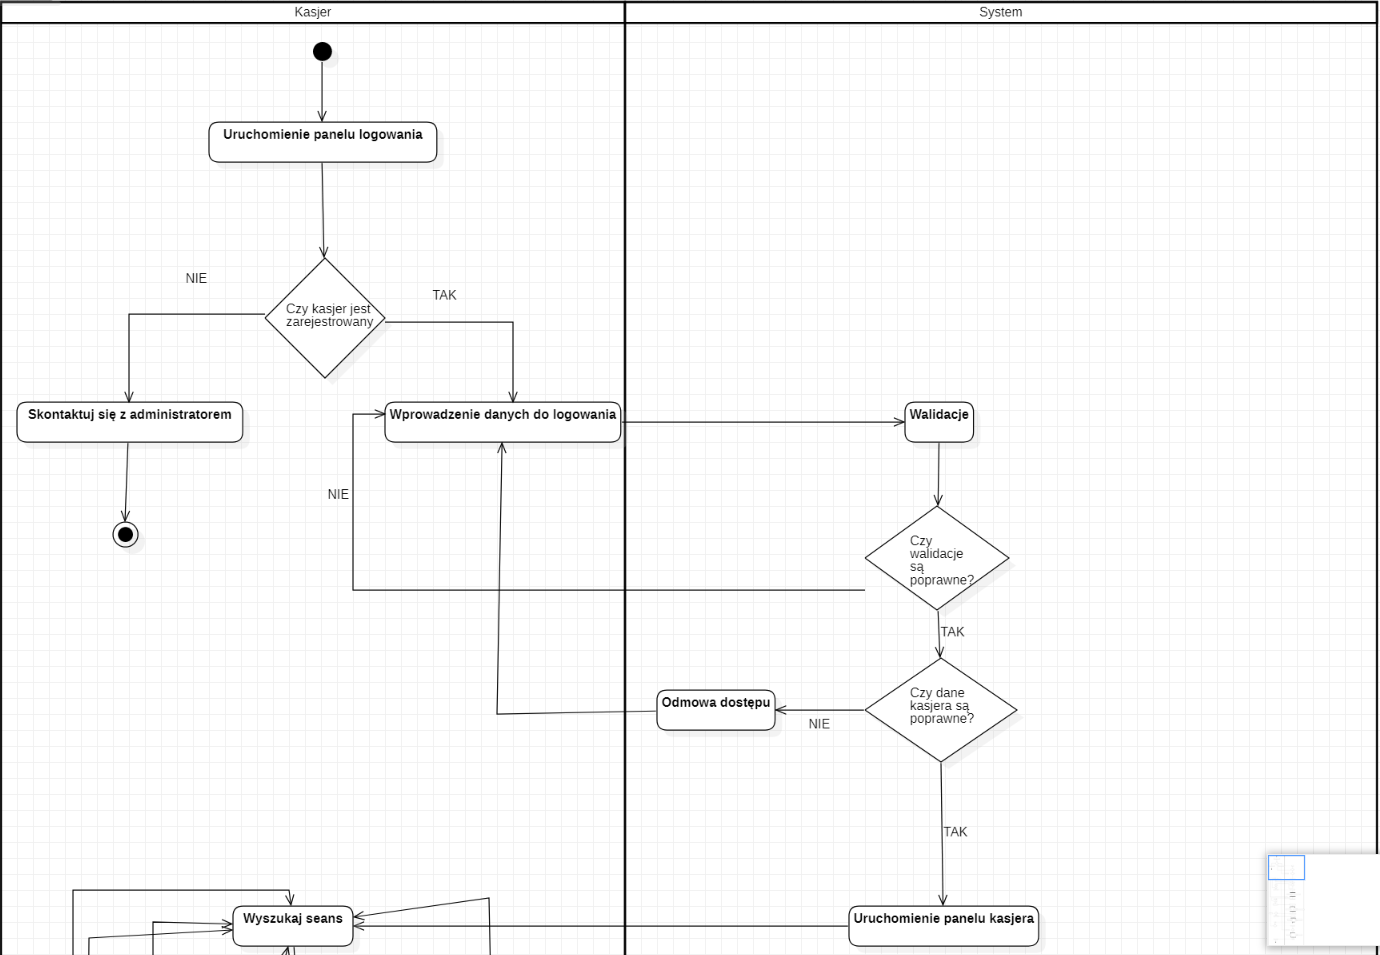 Kasjer
System
Uruchomienie panelu logowania
NIE
TAK
Czy kasjer jest
zarejestrowany
Skontaktuj się z administratorem
Wprowadzenie danych do logowania
Walidacje
NIE
Czy
walidacje
są
poprawne?
TAK
Odmowa dostępu
NIE
Czy dane
kasjera są
poprawne?
TAK
Wyszukaj seans
Uruchomienie panelu kasjera